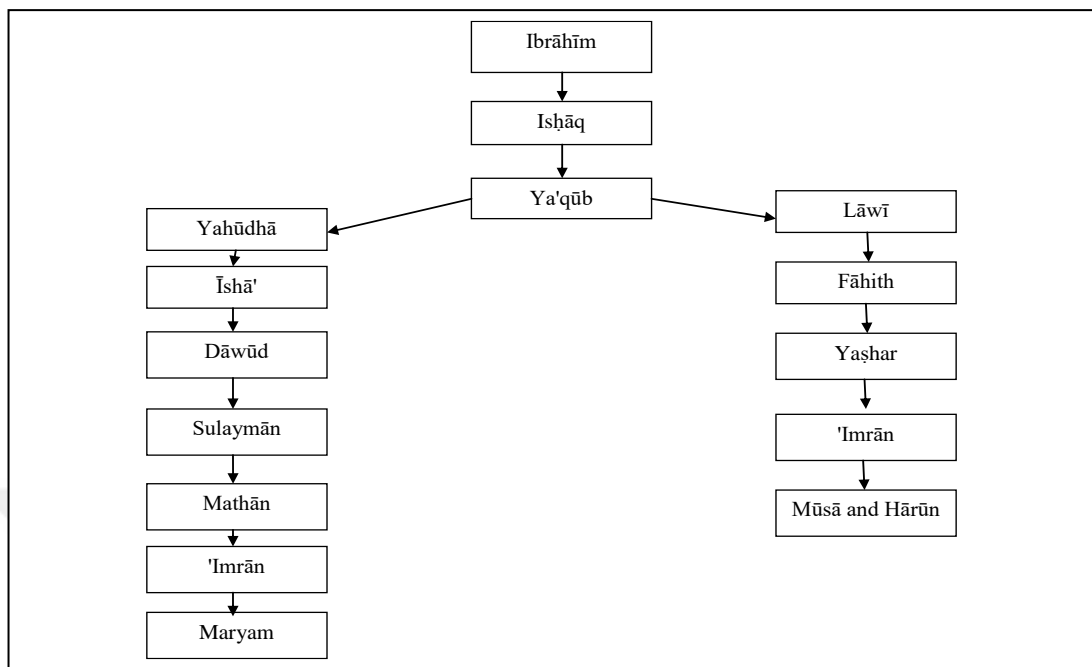 Ibrāhīm
Isḥāq
Ya'qūb
Yahūdhā
Īshā'
Dāwūd
Sulaymān
Mathān
'Imrān
Maryam
Lāwī
Fāhith
Yaṣhar
'Imrān
Mūsā and Hārūn